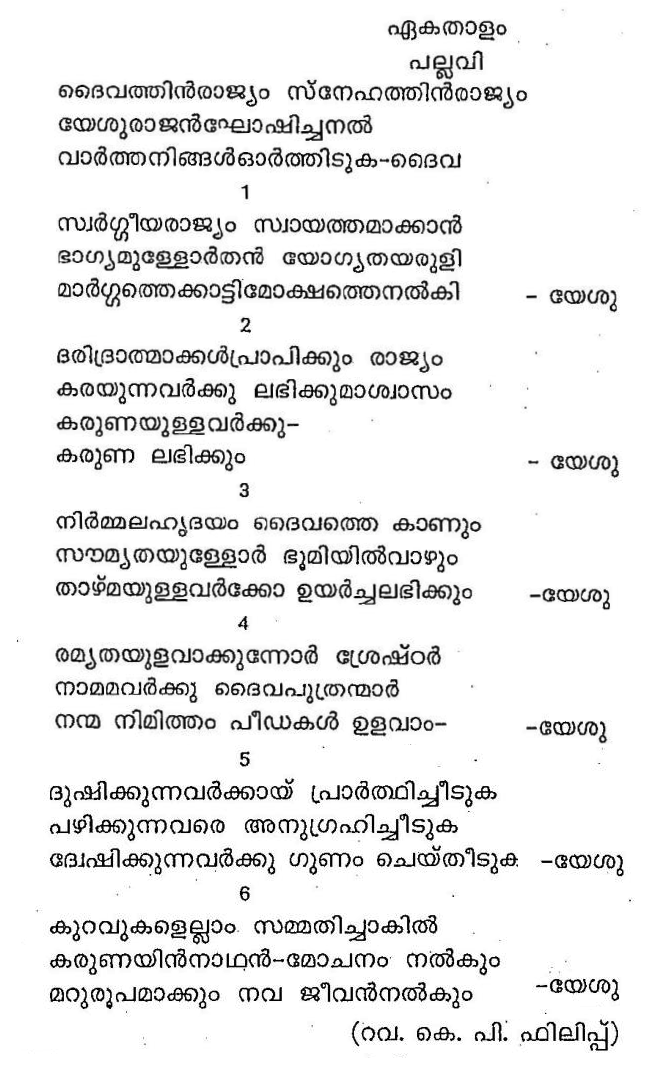 ഏകതാളം
പല്ലവി
ദൈവത്തിൻരാജ്യം സ്നേഹത്തിൻരാജ്യം
യേശുരാജൻഘോഷിച്ചനൽ
വാർത്തനിങ്ങൾഓർത്തിടുക-ദൈവ
1
സ്വർഗ്ഗീയരാജ്യം സ്വായത്തമാക്കാൻ
ഭാഗ്യമുള്ളോർതൻ യോഗ്യതയരുളി
മാർഗ്ഗത്തെക്കാട്ടിമോക്ഷത്തെനൽകി - യേശു
2
ദരിദ്രാത്മാക്കൾപ്രാപിക്കും രാജ്യം
കരയുന്നവർക്കു ലഭിക്കുമാശ്വാസം
കരുണയുള്ളവർക്കു-
കരുണ ലഭിക്കും - യേശു
3
നിർമ്മലഹൃദയം ദൈവത്തെ കാണും
സൗമ്യതയുള്ളോർ ഭൂമിയിൽവാഴും
താഴ്മയുള്ളവർക്കോ ഉയർച്ചലഭിക്കും -യേശു
4
രമ്യതയുളവാക്കുന്നോർ ശ്രേഷ്ഠർ
നാമമവർക്കു ദൈവപുത്രന്മാർ
നന്മ നിമിത്തം പീഡകൾ ഉളവാം- -യേശു
5
ദുഷിക്കുന്നവർക്കായ് പ്രാർത്ഥിച്ചീടുക
പഴിക്കുന്നവരെ അനുഗ്രഹിച്ചീടുക
ദ്വേഷിക്കുന്നവർക്കു ഗുണം ചെയ്തീടുക -യേശു
6
കുറവുകളെല്ലാം സമ്മതിച്ചാകിൽ
കരുണയിൻനാഥൻ-മോചനം നൽകും
മറുരൂപമാക്കും നവ ജീവൻനൽകും -യേശു
(റവ. കെ. പി. ഫിലിപ്പ്)